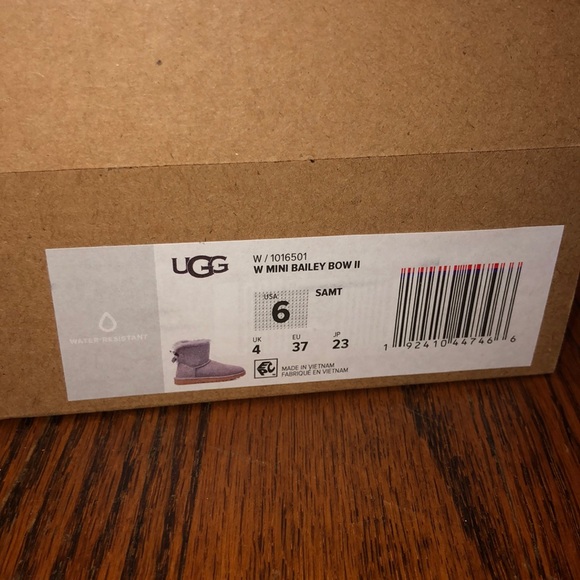 WATER RESISTANT
UGG
W / 1016501
W MINI BAILEY BOW II
USA
6
SAMT
UK EU JP
4 37 23
MADE IN VIETNAM
FABRIQUÉ EN VIETNAM
1 92410 44746 6